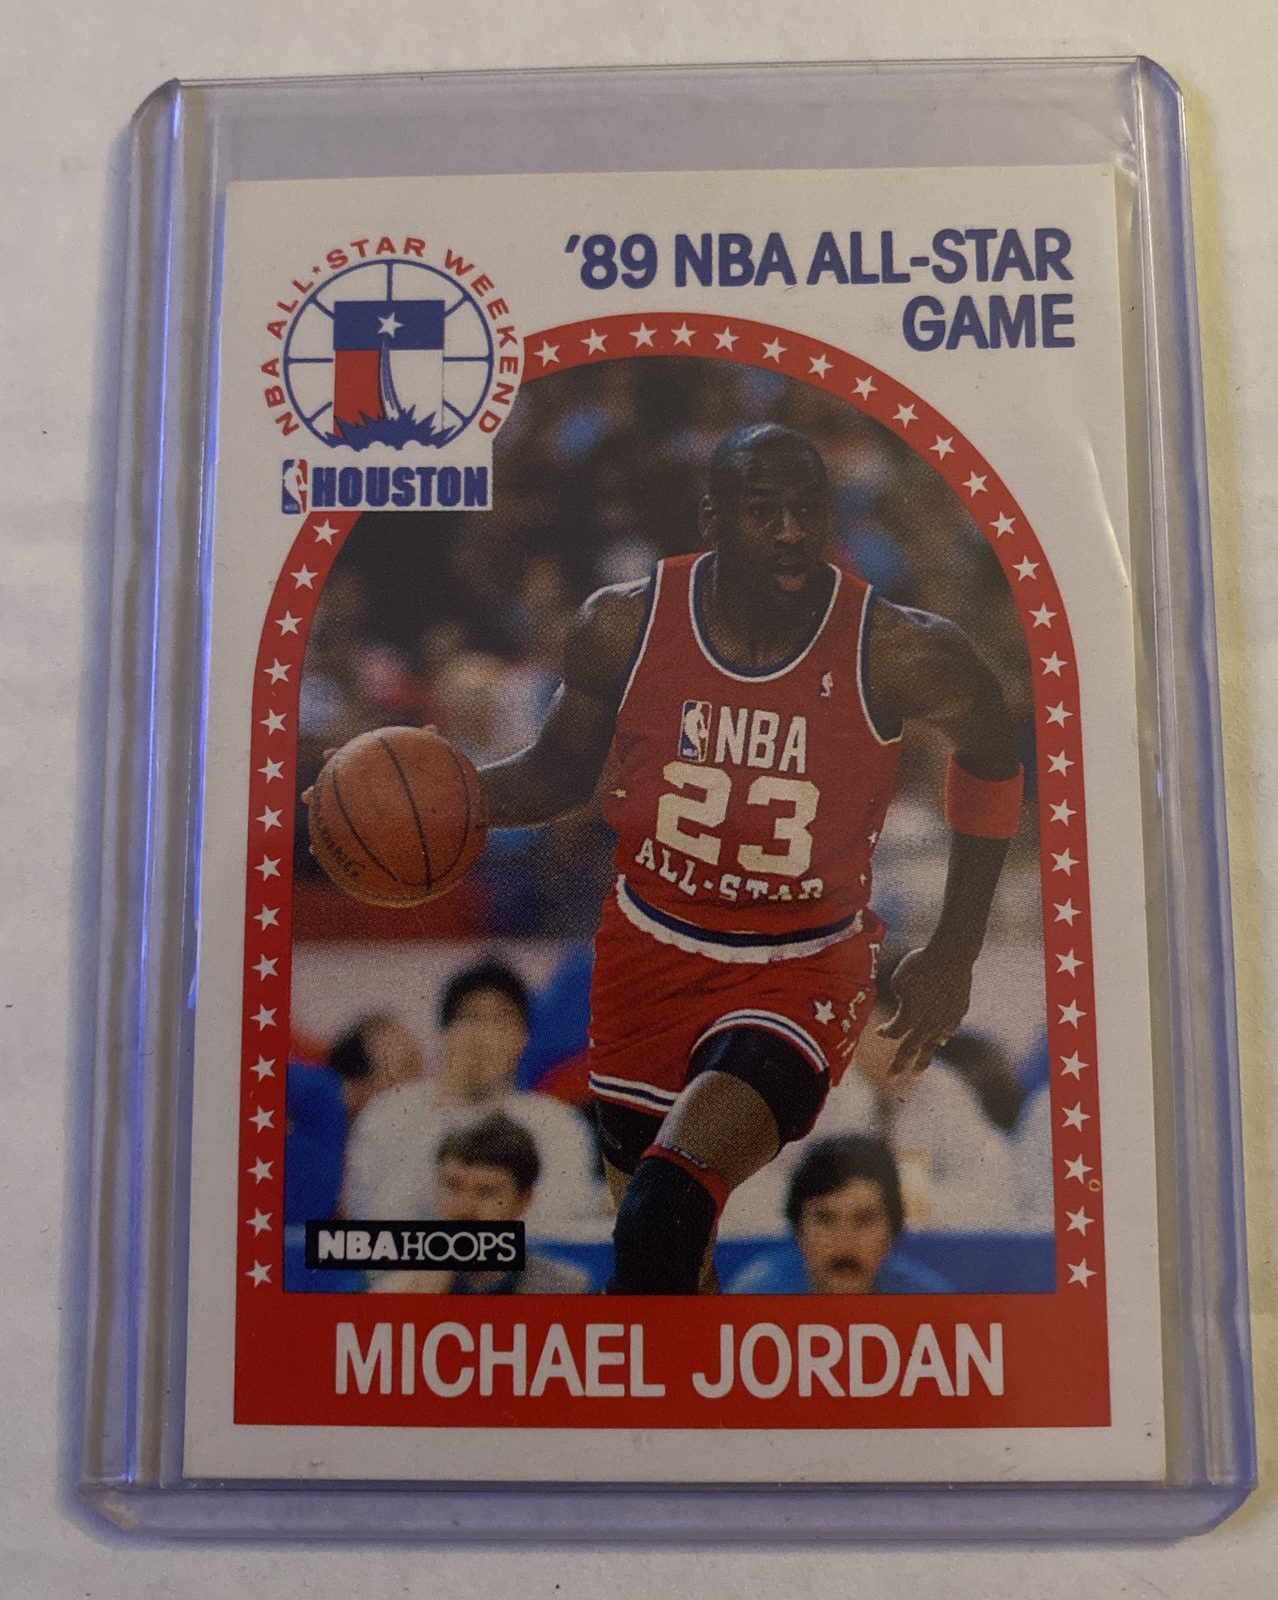 NBA ALL★STAR WEEKEND
HOUSTON
'89 NBA ALL-STAR
GAME
NBA
23
ALL-STAR
NBA HOOPS
MICHAEL JORDAN